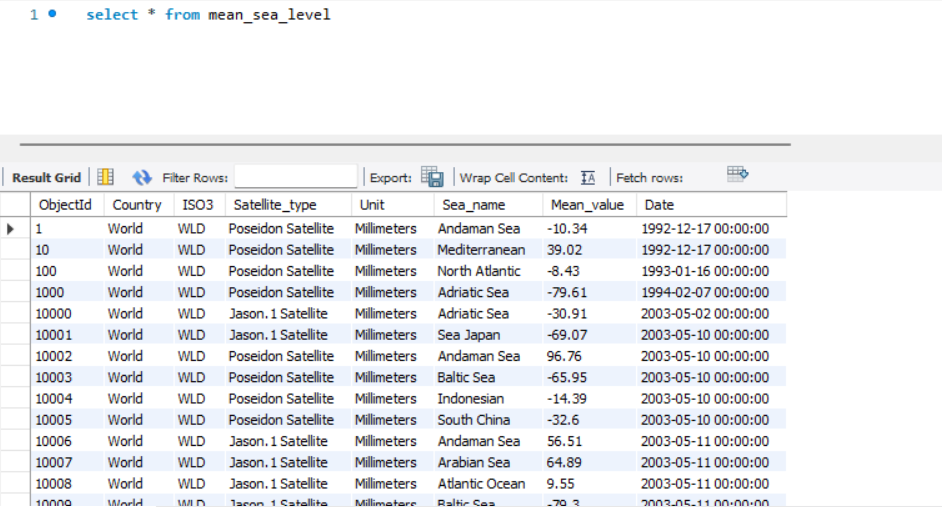 1 select * from mean_sea_level
Result Grid Filter Rows: Export: Wrap Cell Content: Fetch rows:
ObjectId Country ISO3 Satellite_type Unit Sea_name Mean_value Date
1 World WLD Poseidon Satellite Millimeters Andaman Sea -10.34 1992-12-17 00:00:00
10 World WLD Poseidon Satellite Millimeters Mediterranean 39.02 1992-12-17 00:00:00
100 World WLD Poseidon Satellite Millimeters North Atlantic -8.43 1993-01-16 00:00:00
1000 World WLD Poseidon Satellite Millimeters Adriatic Sea -79.61 1994-02-07 00:00:00
10000 World WLD Jason.1 Satellite Millimeters Adriatic Sea -30.91 2003-05-02 00:00:00
10001 World WLD Jason.1 Satellite Millimeters Sea Japan -69.07 2003-05-10 00:00:00
10002 World WLD Poseidon Satellite Millimeters Andaman Sea 96.76 2003-05-10 00:00:00
10003 World WLD Poseidon Satellite Millimeters Baltic Sea -65.95 2003-05-10 00:00:00
10004 World WLD Poseidon Satellite Millimeters Indonesian -14.39 2003-05-10 00:00:00
10005 World WLD Poseidon Satellite Millimeters South China -32.6 2003-05-10 00:00:00
10006 World WLD Jason.1 Satellite Millimeters Andaman Sea 56.51 2003-05-11 00:00:00
10007 World WLD Jason.1 Satellite Millimeters Arabian Sea 64.89 2003-05-11 00:00:00
10008 World WLD Jason.1 Satellite Millimeters Atlantic Ocean 9.55 2003-05-11 00:00:00
10009 World WLD Jason.1 Satellite Millimeters Baltic Sea -79.3 2003-05-11 00:00:00